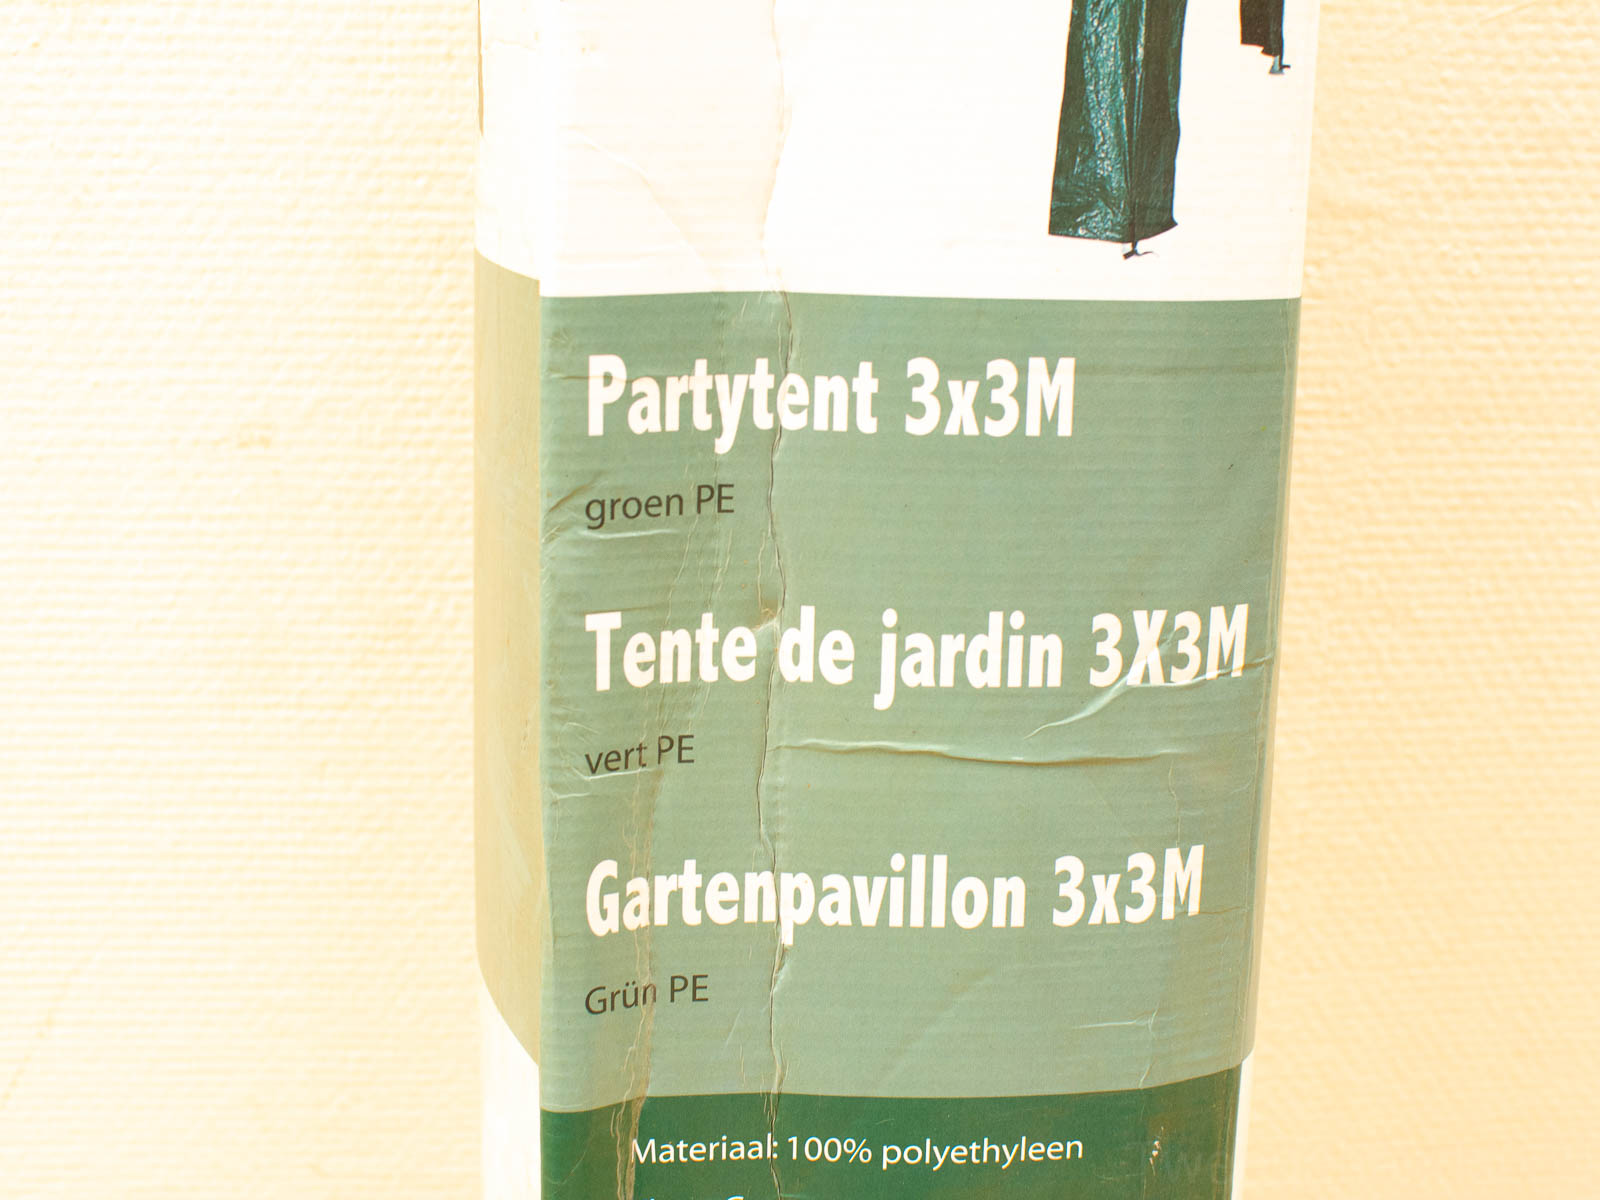 Partytent 3x3M
groen PE
Tente de jardin 3X3M
vert PE
Gartenpavillon 3x3M
Grün PE
Materiaal: 100% polyethyleen